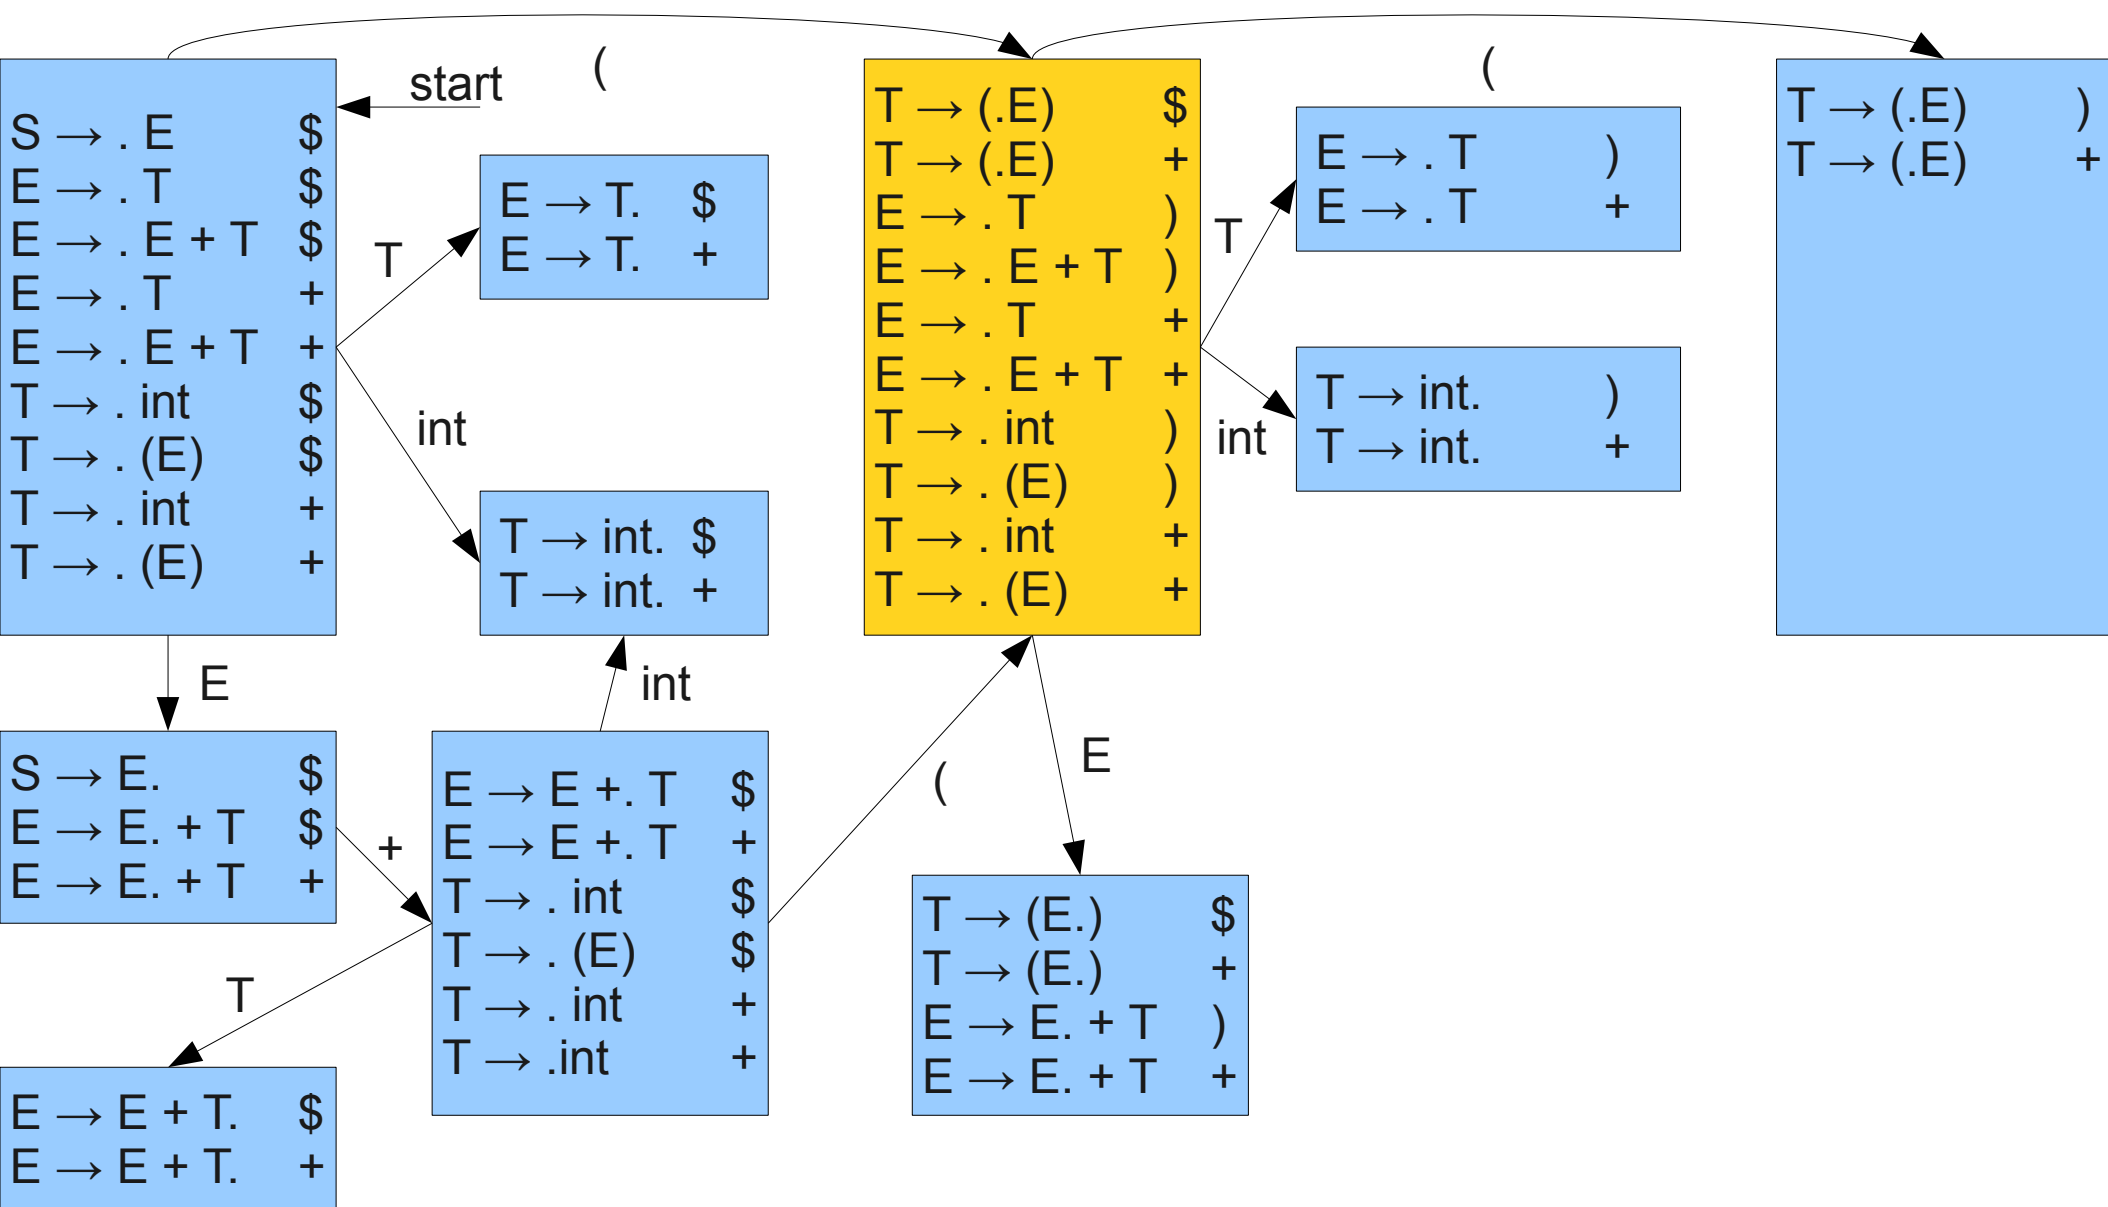 start
(
(
S → . E $
E → . T $
E → . E + T $
E → . T +
E → . E + T +
T → . int $
T → . (E) $
T → . int +
T → . (E) +
T
E → T. $
E → T. +
int
T → int. $
T → int. +
T → (.E) $
T → (.E) +
E → . T )
E → . E + T )
E → . T +
E → . E + T +
T → . int )
T → . (E) )
T → . int +
T → . (E) +
T
E → . T )
E → . T +
int
T → int. )
T → int. +
T → (.E) )
T → (.E) +
E
int
S → E. $
E → E. + T $
E → E. + T +
+
E → E +. T $
E → E +. T +
T → . int $
T → . (E) $
T → . int +
T → .int +
(
E
T → (E.) $
T → (E.) +
E → E. + T )
E → E. + T +
T
E → E + T. $
E → E + T. +